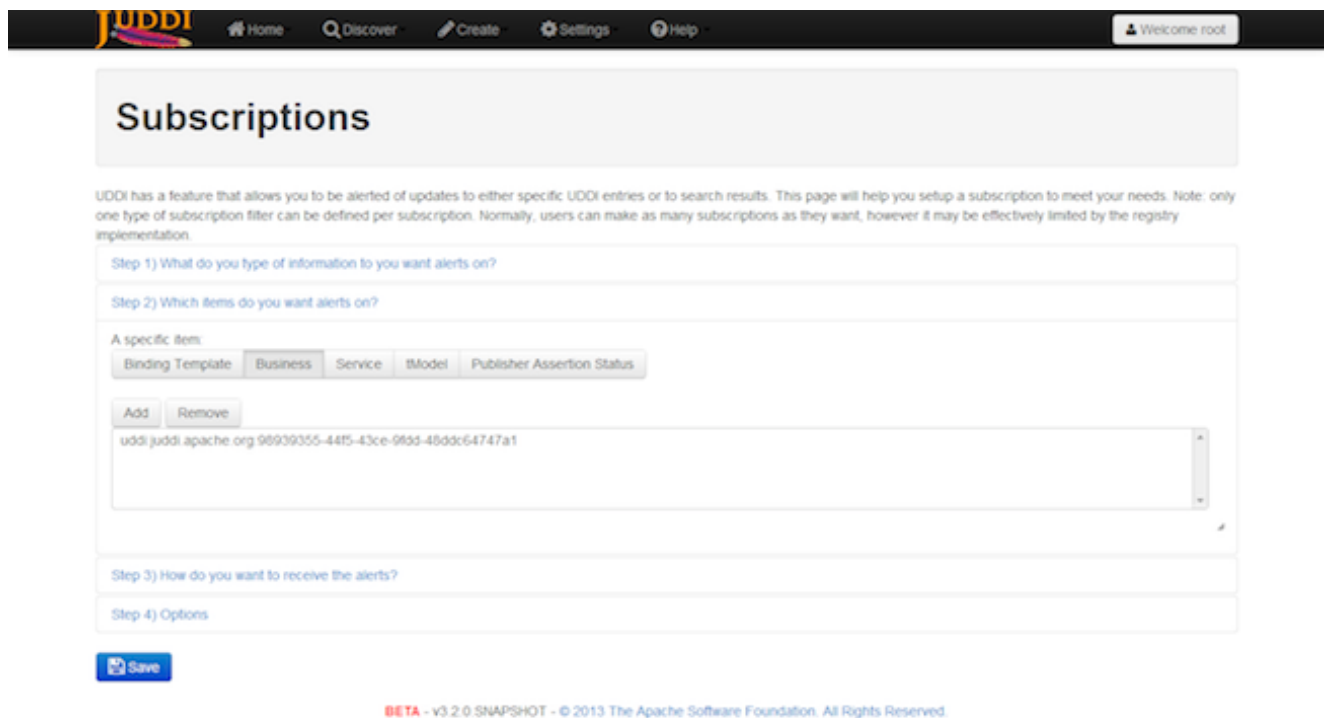 jUDDI
Home Discover Create Settings Help Welcome root
Subscriptions
UDDI has a feature that allows you to be alerted of updates to either specific UDDI entries or to search results. This page will help you setup a subscription to meet your needs. Note: only
one type of subscription filter can be defined per subscription. Normally, users can make as many subscriptions as they want, however it may be effectively limited by the registry
implementation.
Step 1) What do you type of information to you want alerts on?
Step 2) Which items do you want alerts on?
A specific item:
Binding Template Business Service tModel Publisher Assertion Status
Add Remove
uddi:juddi.apache.org:98939355-44f5-43ce-9fdd-48ddc64747a1
Step 3) How do you want to receive the alerts?
Step 4) Options
Save
BETA - v3.2.0.SNAPSHOT - © 2013 The Apache Software Foundation. All Rights Reserved.